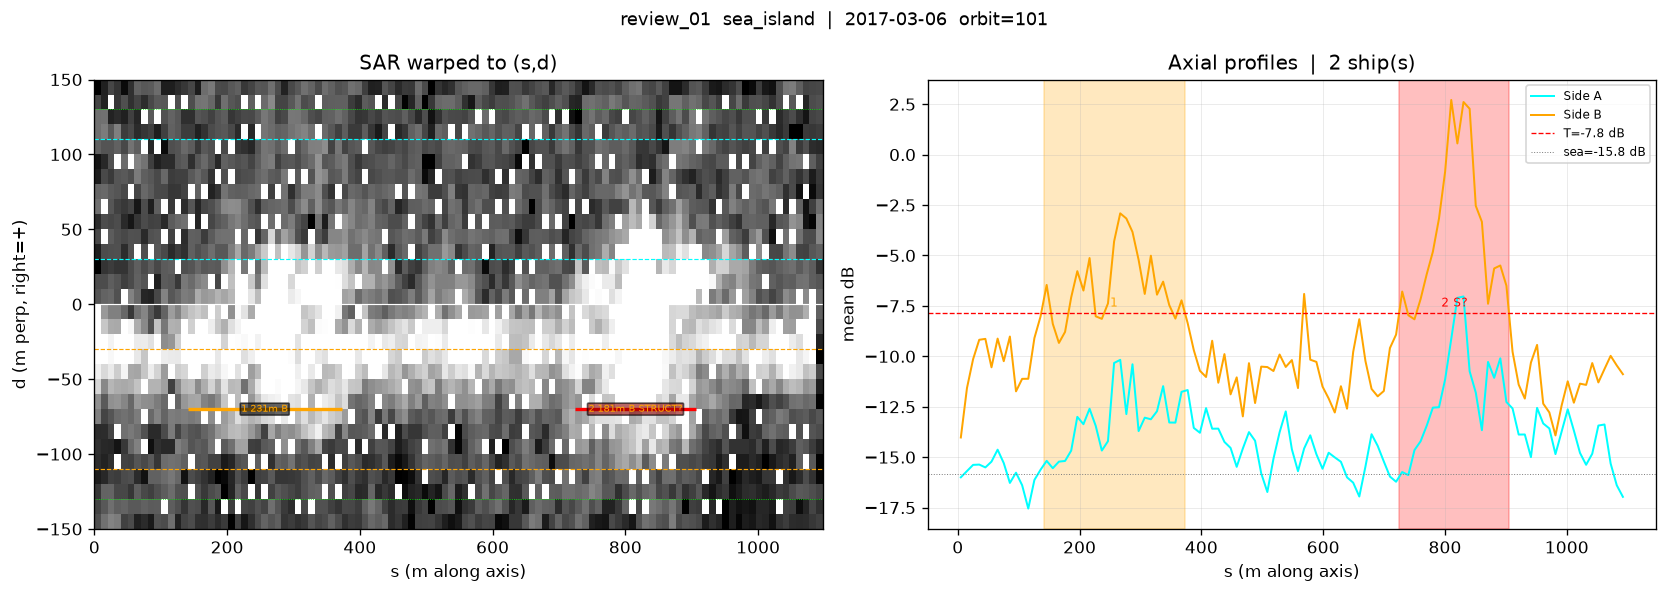 review_01  sea_island  |  2017-03-06  orbit=101
SAR warped to (s,d)
150
100
50
0
−50
−100
−150
d (m perp, right=+)
1 231m B
2 181m B STRUCT?
0
200
400
600
800
1000
s (m along axis)
Axial profiles  |  2 ship(s)
2.5
0.0
−2.5
−5.0
−7.5
−10.0
−12.5
−15.0
−17.5
mean dB
1
2 S?
Side A
Side B
T=-7.8 dB
sea=-15.8 dB
0
200
400
600
800
1000
s (m along axis)